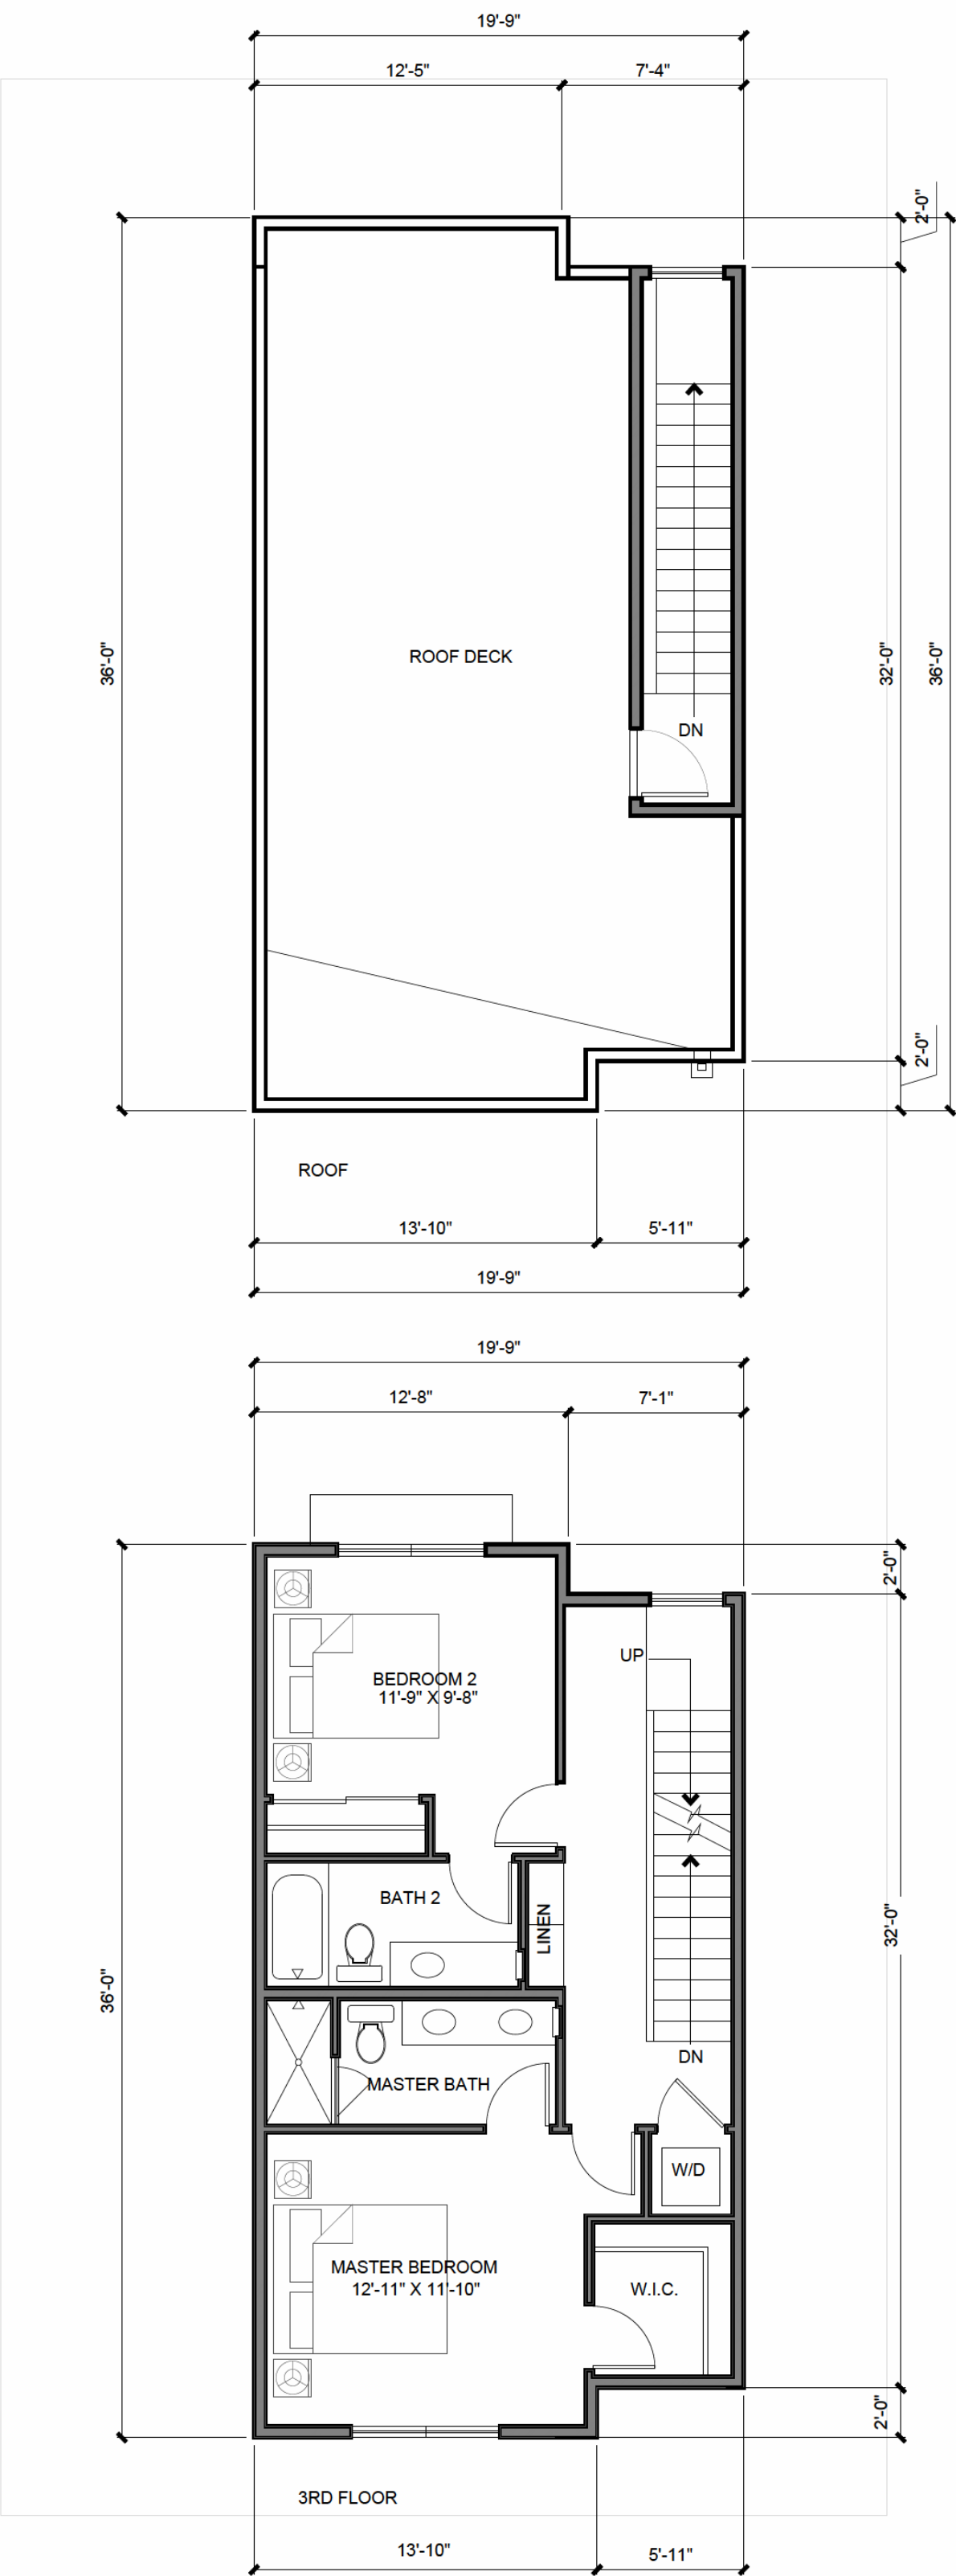 19'-9"
12'-5"
7'-4"
2'-0"
36'-0"
ROOF DECK
32'-0"
36'-0"
DN
2'-0"
ROOF
13'-10"
5'-11"
19'-9"
19'-9"
12'-8"
7'-1"
2'-0"
UP
BEDROOM 2
11'-9" X 9'-8"
BATH 2
LINEN
32'-0"
36'-0"
DN
MASTER BATH
W/D
MASTER BEDROOM
12'-11" X 11'-10"
W.I.C.
2'-0"
3RD FLOOR
13'-10"
5'-11"